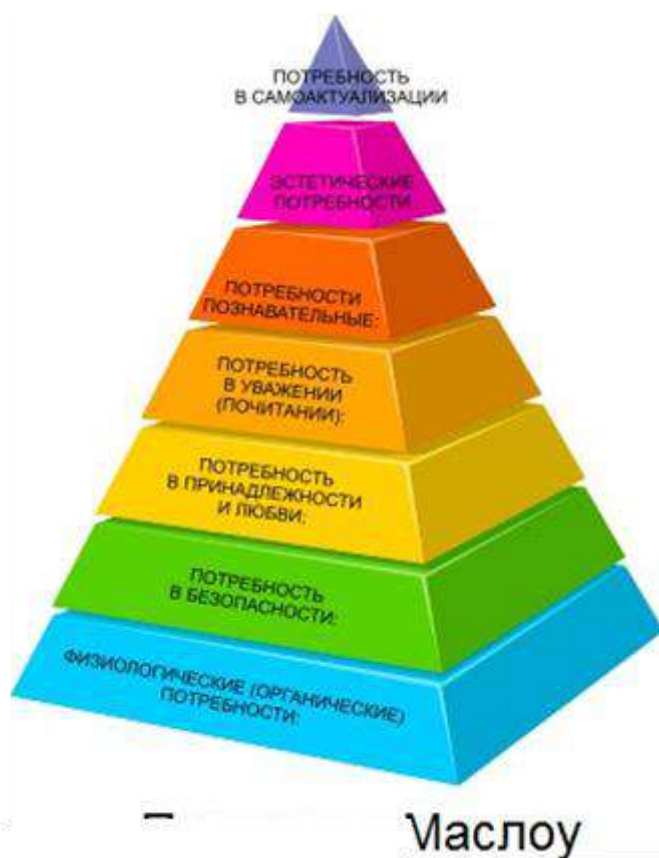 ПОТРЕБНОСТЬ
В САМОАКТУАЛИЗАЦИИ
ЭСТЕТИЧЕСКИЕ
ПОТРЕБНОСТИ
ПОТРЕБНОСТИ
ПОЗНАВАТЕЛЬНЫЕ:
ПОТРЕБНОСТЬ
В УВАЖЕНИИ
(ПОЧИТАНИИ):
ПОТРЕБНОСТЬ
В ПРИНАДЛЕЖНОСТИ
И ЛЮБВИ:
ПОТРЕБНОСТЬ
В БЕЗОПАСНОСТИ:
ФИЗИОЛОГИЧЕСКИЕ (ОРГАНИЧЕСКИЕ)
ПОТРЕБНОСТИ:
Маслоу